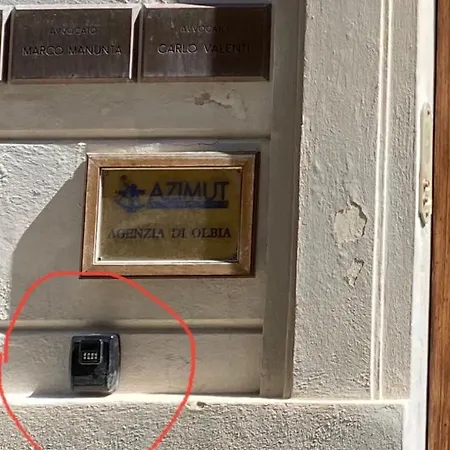 AVVOCATO
MARCO MANUNTA
AVVOCATO
CARLO VALENTI
AZIMUT
AGENZIA DI OLBIA